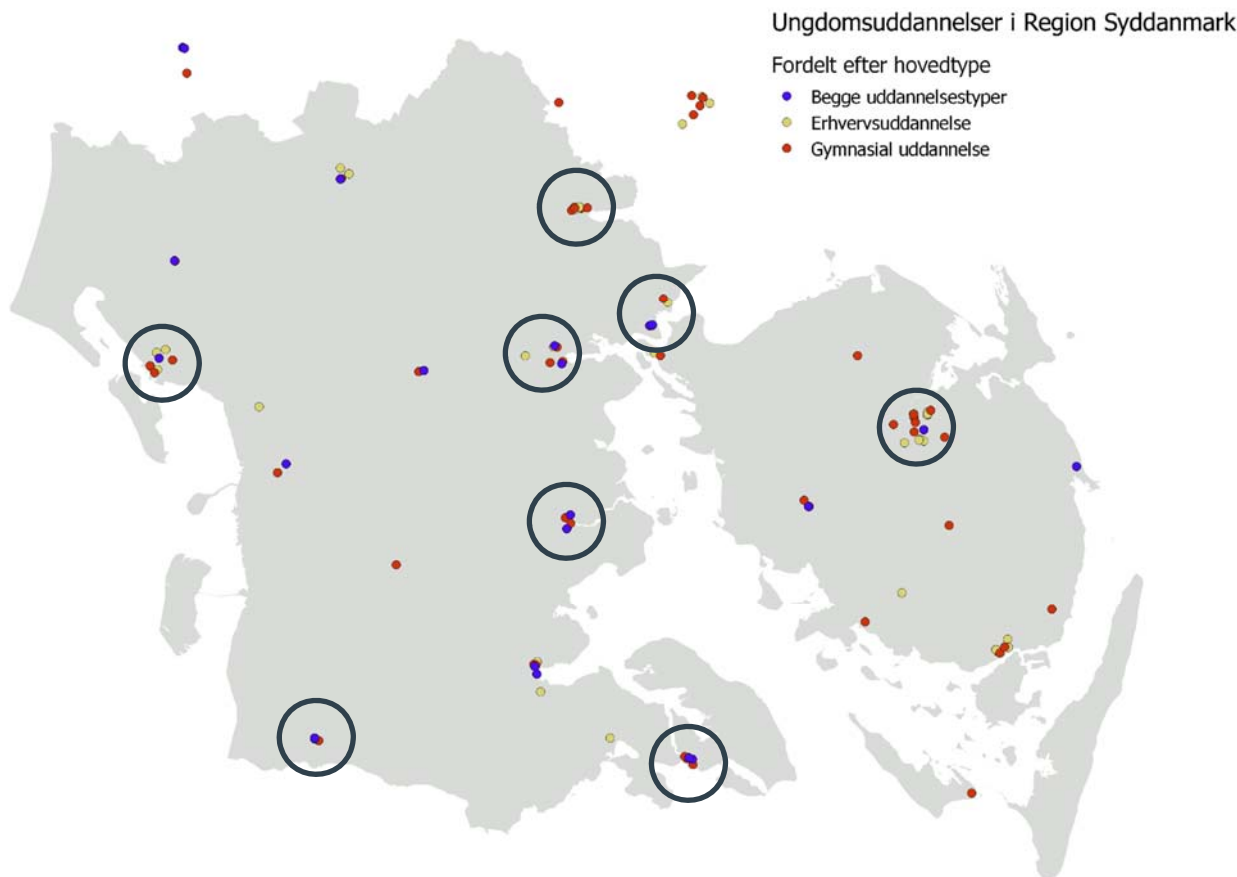 Ungdomsuddannelser i Region Syddanmark
Fordelt efter hovedtype
Begge uddannelsestyper
Erhvervsuddannelse
Gymnasial uddannelse